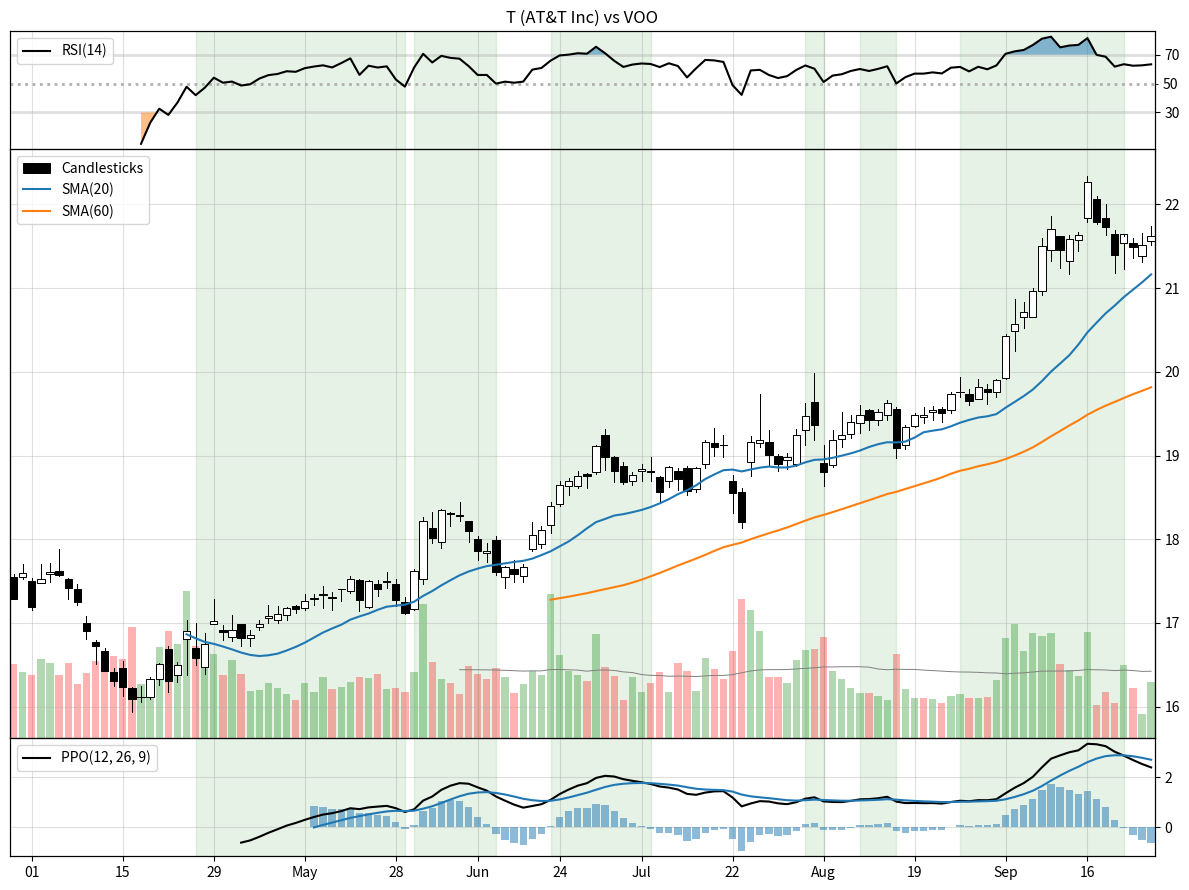 T (AT&T Inc) vs VOO
RSI(14)
70
50
30
Candlesticks
SMA(20)
SMA(60)
22
21
20
19
18
17
16
PPO(12, 26, 9)
2
0
01 15 29 May 28 Jun 24 Jul 22 Aug 19 Sep 16